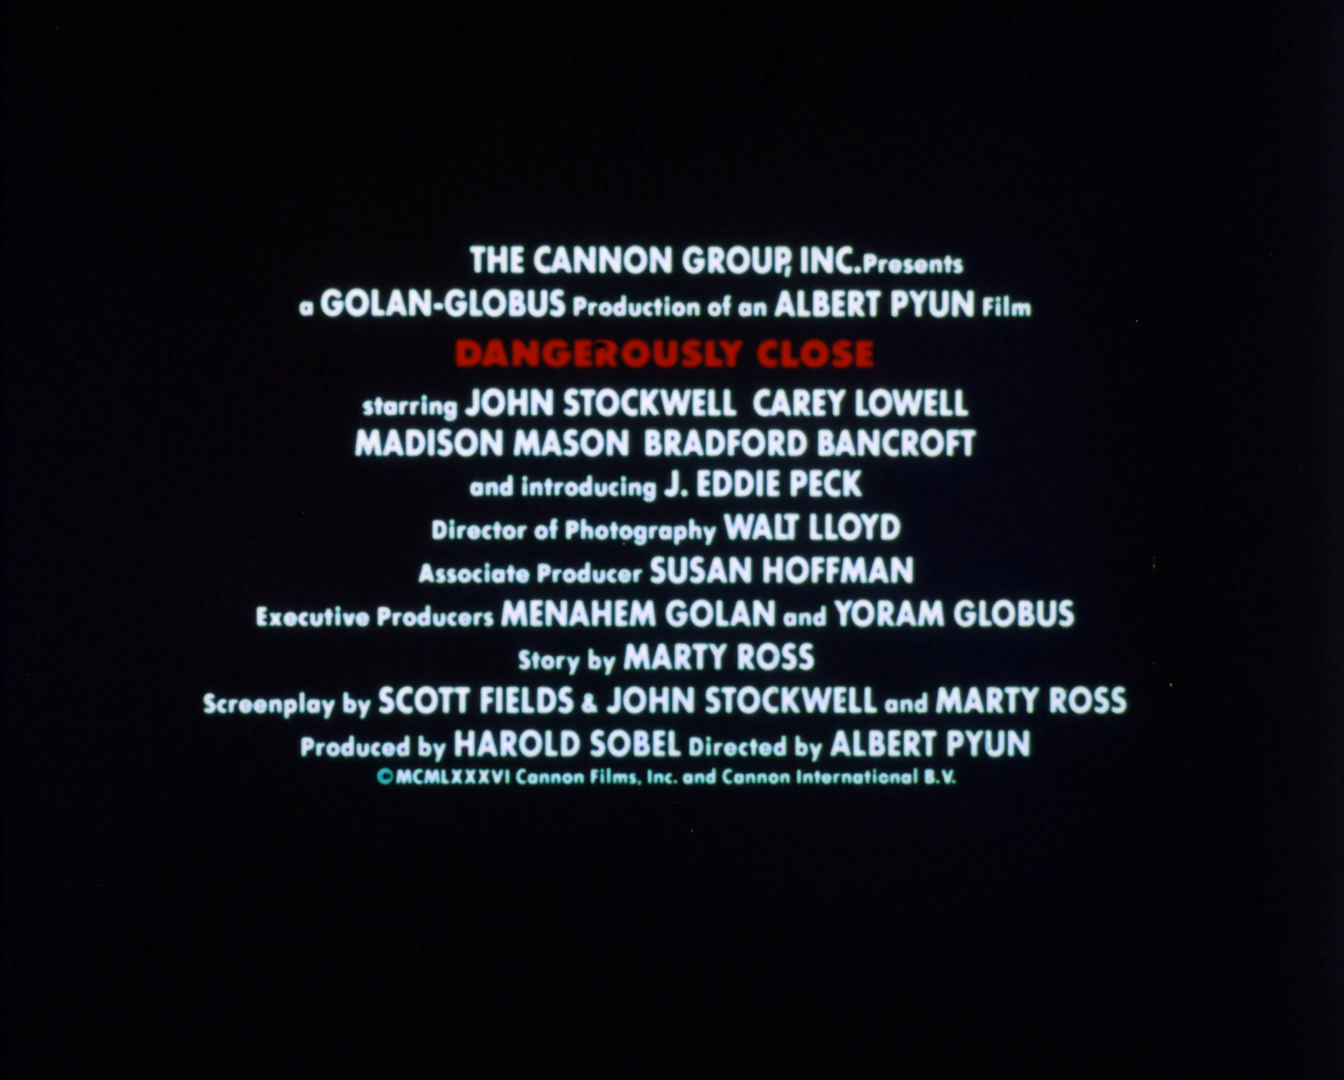 THE CANNON GROUP, INC. Presents
a GOLAN-GLOBUS Production of an ALBERT PYUN Film
DANGEROUSLY CLOSE
starring JOHN STOCKWELL CAREY LOWELL
MADISON MASON BRADFORD BANCROFT
and introducing J. EDDIE PECK
Director of Photography WALT LLOYD
Associate Producer SUSAN HOFFMAN
Executive Producers MENAHEM GOLAN and YORAM GLOBUS
Story by MARTY ROSS
Screenplay by SCOTT FIELDS & JOHN STOCKWELL and MARTY ROSS
Produced by HAROLD SOBEL Directed by ALBERT PYUN
©MCMLXXXVI Cannon Films, Inc. and Cannon International B.V.